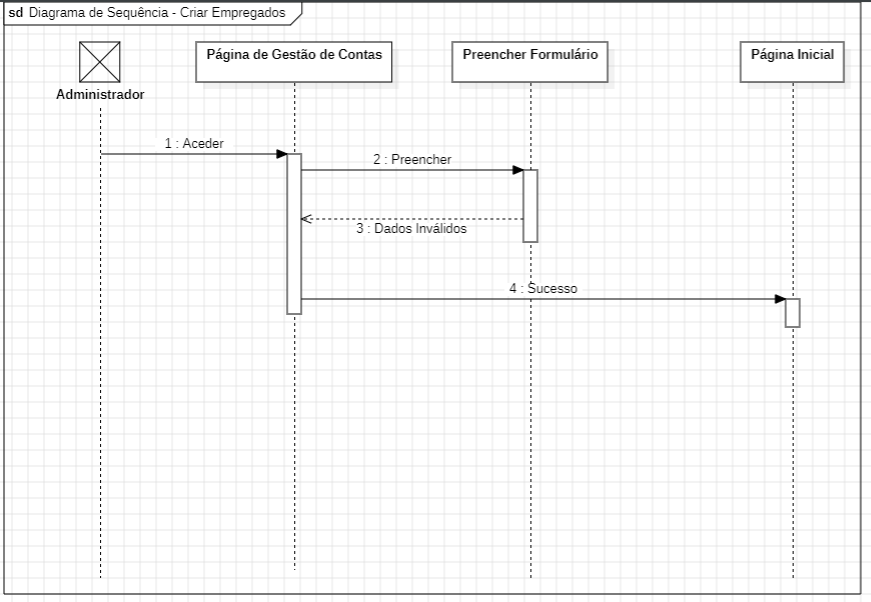 sd Diagrama de Sequência - Criar Empregados
Administrador
Página de Gestão de Contas
Preencher Formulário
Página Inicial
1 : Aceder
2 : Preencher
3 : Dados Inválidos
4 : Sucesso